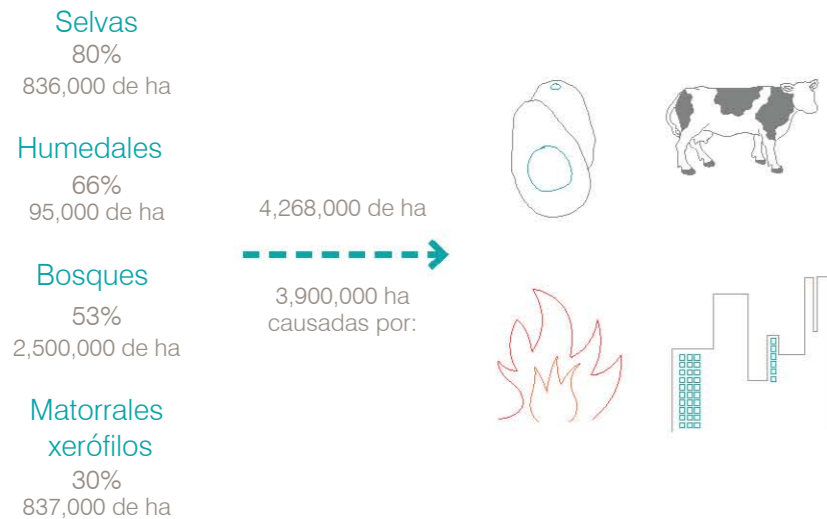 Selvas
80%
836,000 de ha
Humedales
66%
95,000 de ha
Bosques
53%
2,500,000 de ha
Matorrales
xerófilos
30%
837,000 de ha
4,268,000 de ha
3,900,000 ha
causadas por: